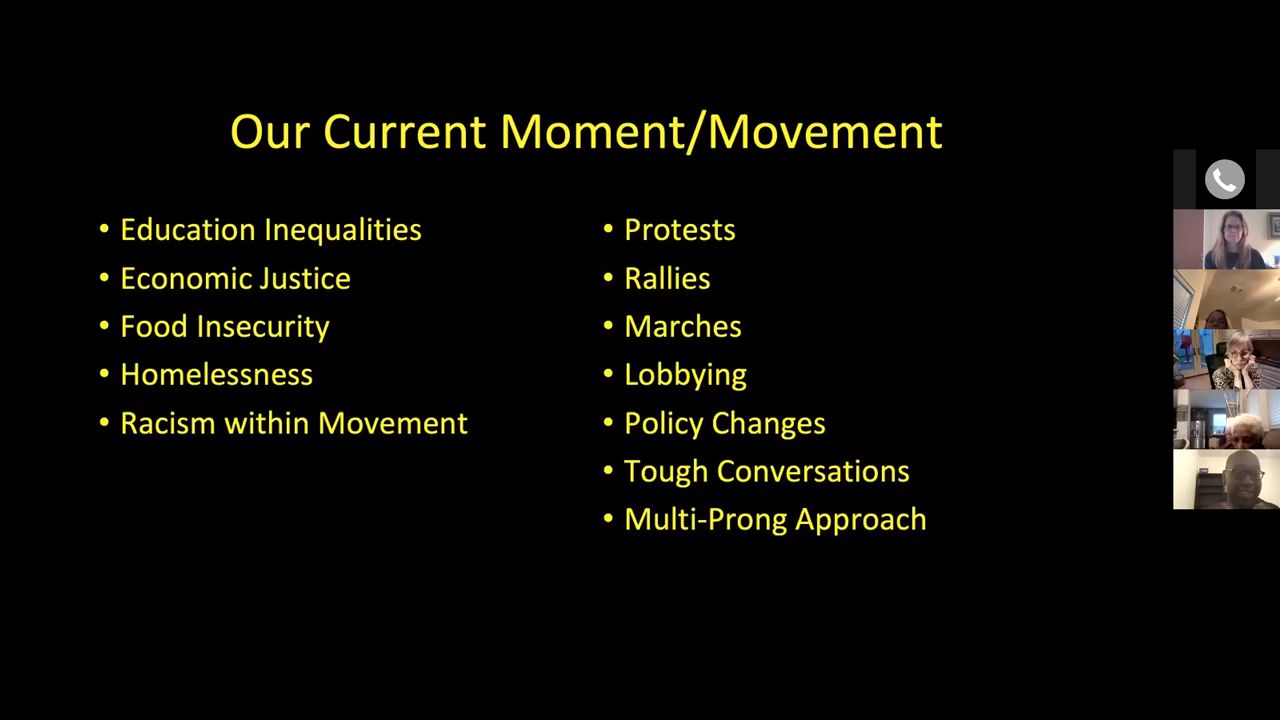 Our Current Moment/Movement
• Education Inequalities
• Economic Justice
• Food Insecurity
• Homelessness
• Racism within Movement
• Protests
• Rallies
• Marches
• Lobbying
• Policy Changes
• Tough Conversations
• Multi-Prong Approach